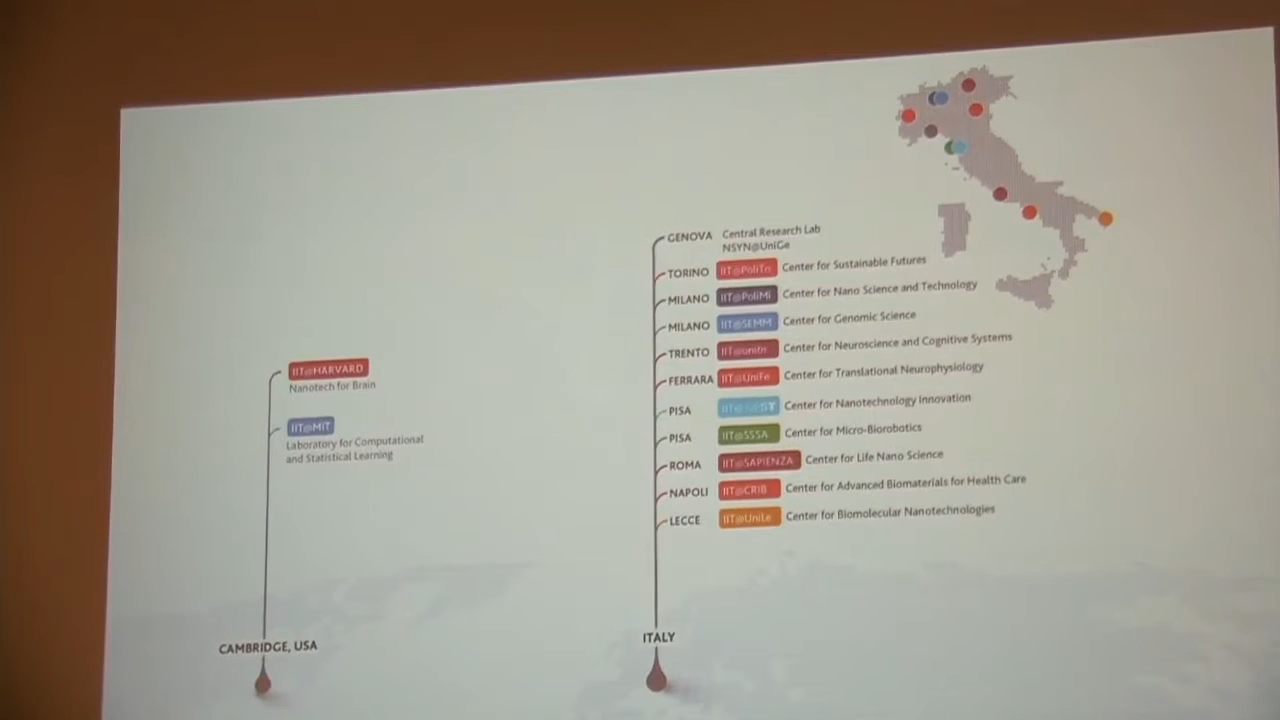 IIT@HARVARD
Nanotech for Brain
IIT@MIT
Laboratory for Computational
and Statistical Learning
CAMBRIDGE, USA
GENOVA Central Research Lab
NSYN@UniGe
TORINO IIT@PoliTo Center for Sustainable Futures
MILANO IIT@PoliMi Center for Nano Science and Technology
MILANO IIT@SEMM Center for Genomic Science
TRENTO IIT@unitn Center for Neuroscience and Cognitive Systems
FERRARA IIT@UniFe Center for Translational Neurophysiology
PISA Center for Nanotechnology Innovation
PISA IIT@SSSA Center for Micro-Biorobotics
ROMA IIT@SAPIENZA Center for Life Nano Science
NAPOLI IIT@CRIB Center for Advanced Biomaterials for Health Care
LECCE IIT@UniLe Center for Biomolecular Nanotechnologies
ITALY